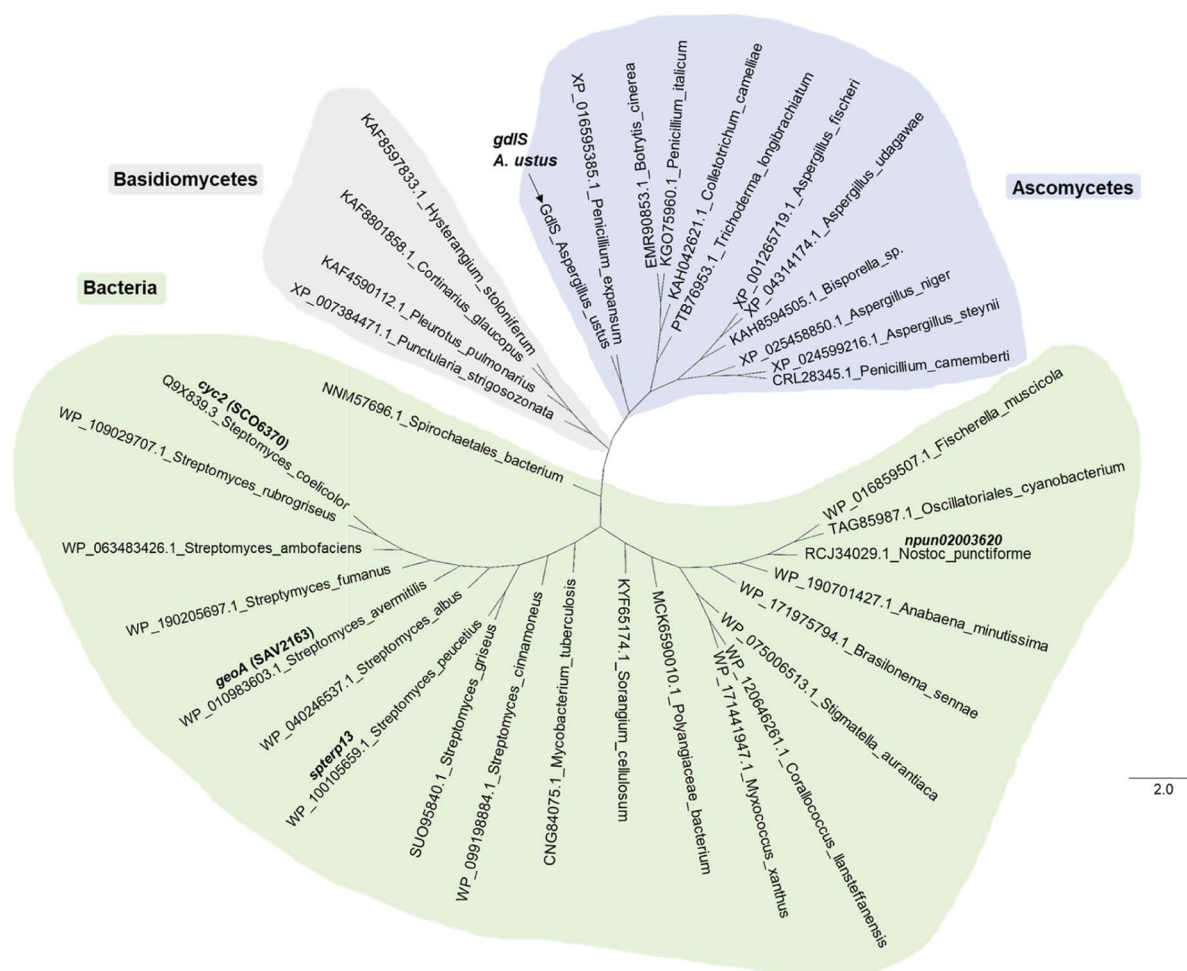 Basidiomycetes
Bacteria
Ascomycetes
gdlS
A. ustus
KAF8597833.1_Hysterangium_stoloniferum
KAF8801858.1_Cortinarius_glaucopus
KAF4590112.1_Pleurotus_pulmonarius
XP_007384471.1_Punctularia_strigosozonata
GdlS_Aspergillus_ustus
XP_016595385.1_Penicillium_expansum
EMR90853.1_Botrytis_cinerea
KGO75960.1_Penicillium_italicum
KAH042621.1_Colletotrichum_camelliae
PTB76953.1_Trichoderma_longibrachiatum
XP_001265719.1_Aspergillus_fischeri
XP_04314174.1_Aspergillus_udagawae
KAH8594505.1_Bisporella_sp.
XP_025458850.1_Aspergillus_niger
XP_024599216.1_Aspergillus_steynii
CRL28345.1_Penicillium_camemberti
WP_016859507.1_Fischerella_muscicola
TAG85987.1_Oscillatoriales_cyanobacterium
npun02003620
RCJ34029.1_Nostoc_punctiforme
WP_190701427.1_Anabaena_minutissima
WP_171975794.1_Brasilonema_sennae
WP_075006513.1_Stigmatella_aurantiaca
WP_120646261.1_Corallococcus_llansteffanensis
WP_171441947.1_Myxococcus_xanthus
MCK6590010.1_Polyangiaceae_bacterium
KYF65174.1_Sorangium_cellulosum
CNG84075.1_Mycobacterium_tuberculosis
WP_099198884.1_Streptomyces_cinnamoneus
SUO95840.1_Streptomyces_griseus
spterp13
WP_100105659.1_Streptomyces_peucetius
WP_040246537.1_Streptomyces_albus
geoA (SAV2163)
WP_010983603.1_Streptomyces_avermitilis
WP_190205697.1_Streptymyces_fumanus
WP_063483426.1_Streptomyces_ambofaciens
WP_109029707.1_Streptomyces_rubrogriseus
cyc2 (SCO6370)
Q9X839.3_Steptomyces_coelicolor
NNM57696.1_Spirochaetales_bacterium
2.0